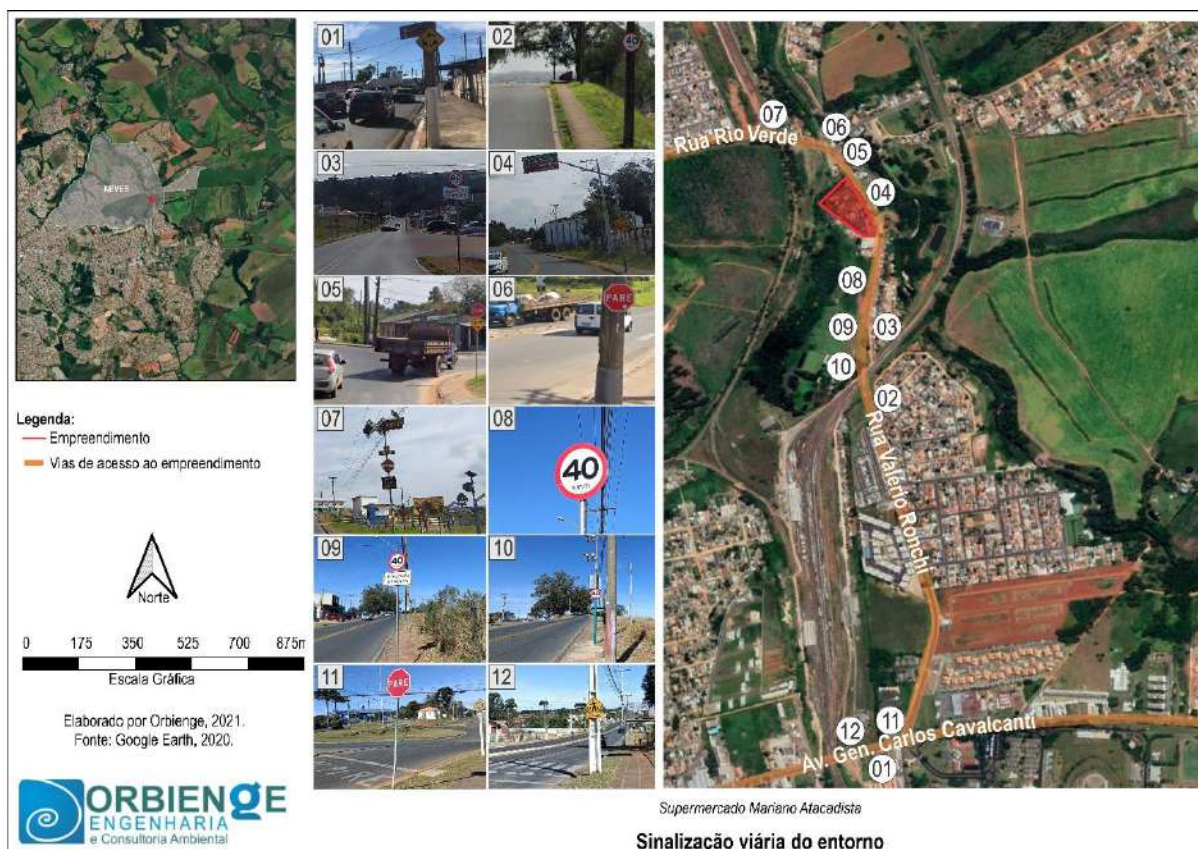 NEVES
Legenda:
Empreendimento
Vias de acesso ao empreendimento
Norte
0 175 350 525 700 875m
Escala Gráfica
Elaborado por Orbienge, 2021.
Fonte: Google Earth, 2020.
ORBIENGE
ENGENHARIA
e Consultoria Ambiental
01
02
40
03
04
05
PARE
06
PARE
07
08
40
09
40
10
11
PARE
12
07
Rua Rio Verde
06
05
04
08
09
03
10
02
Rua Valério Ronchi
12
11
Av. Gen. Carlos Cavalcanti
01
Supermercado Mariano Atacadista
Sinalização viária do entorno